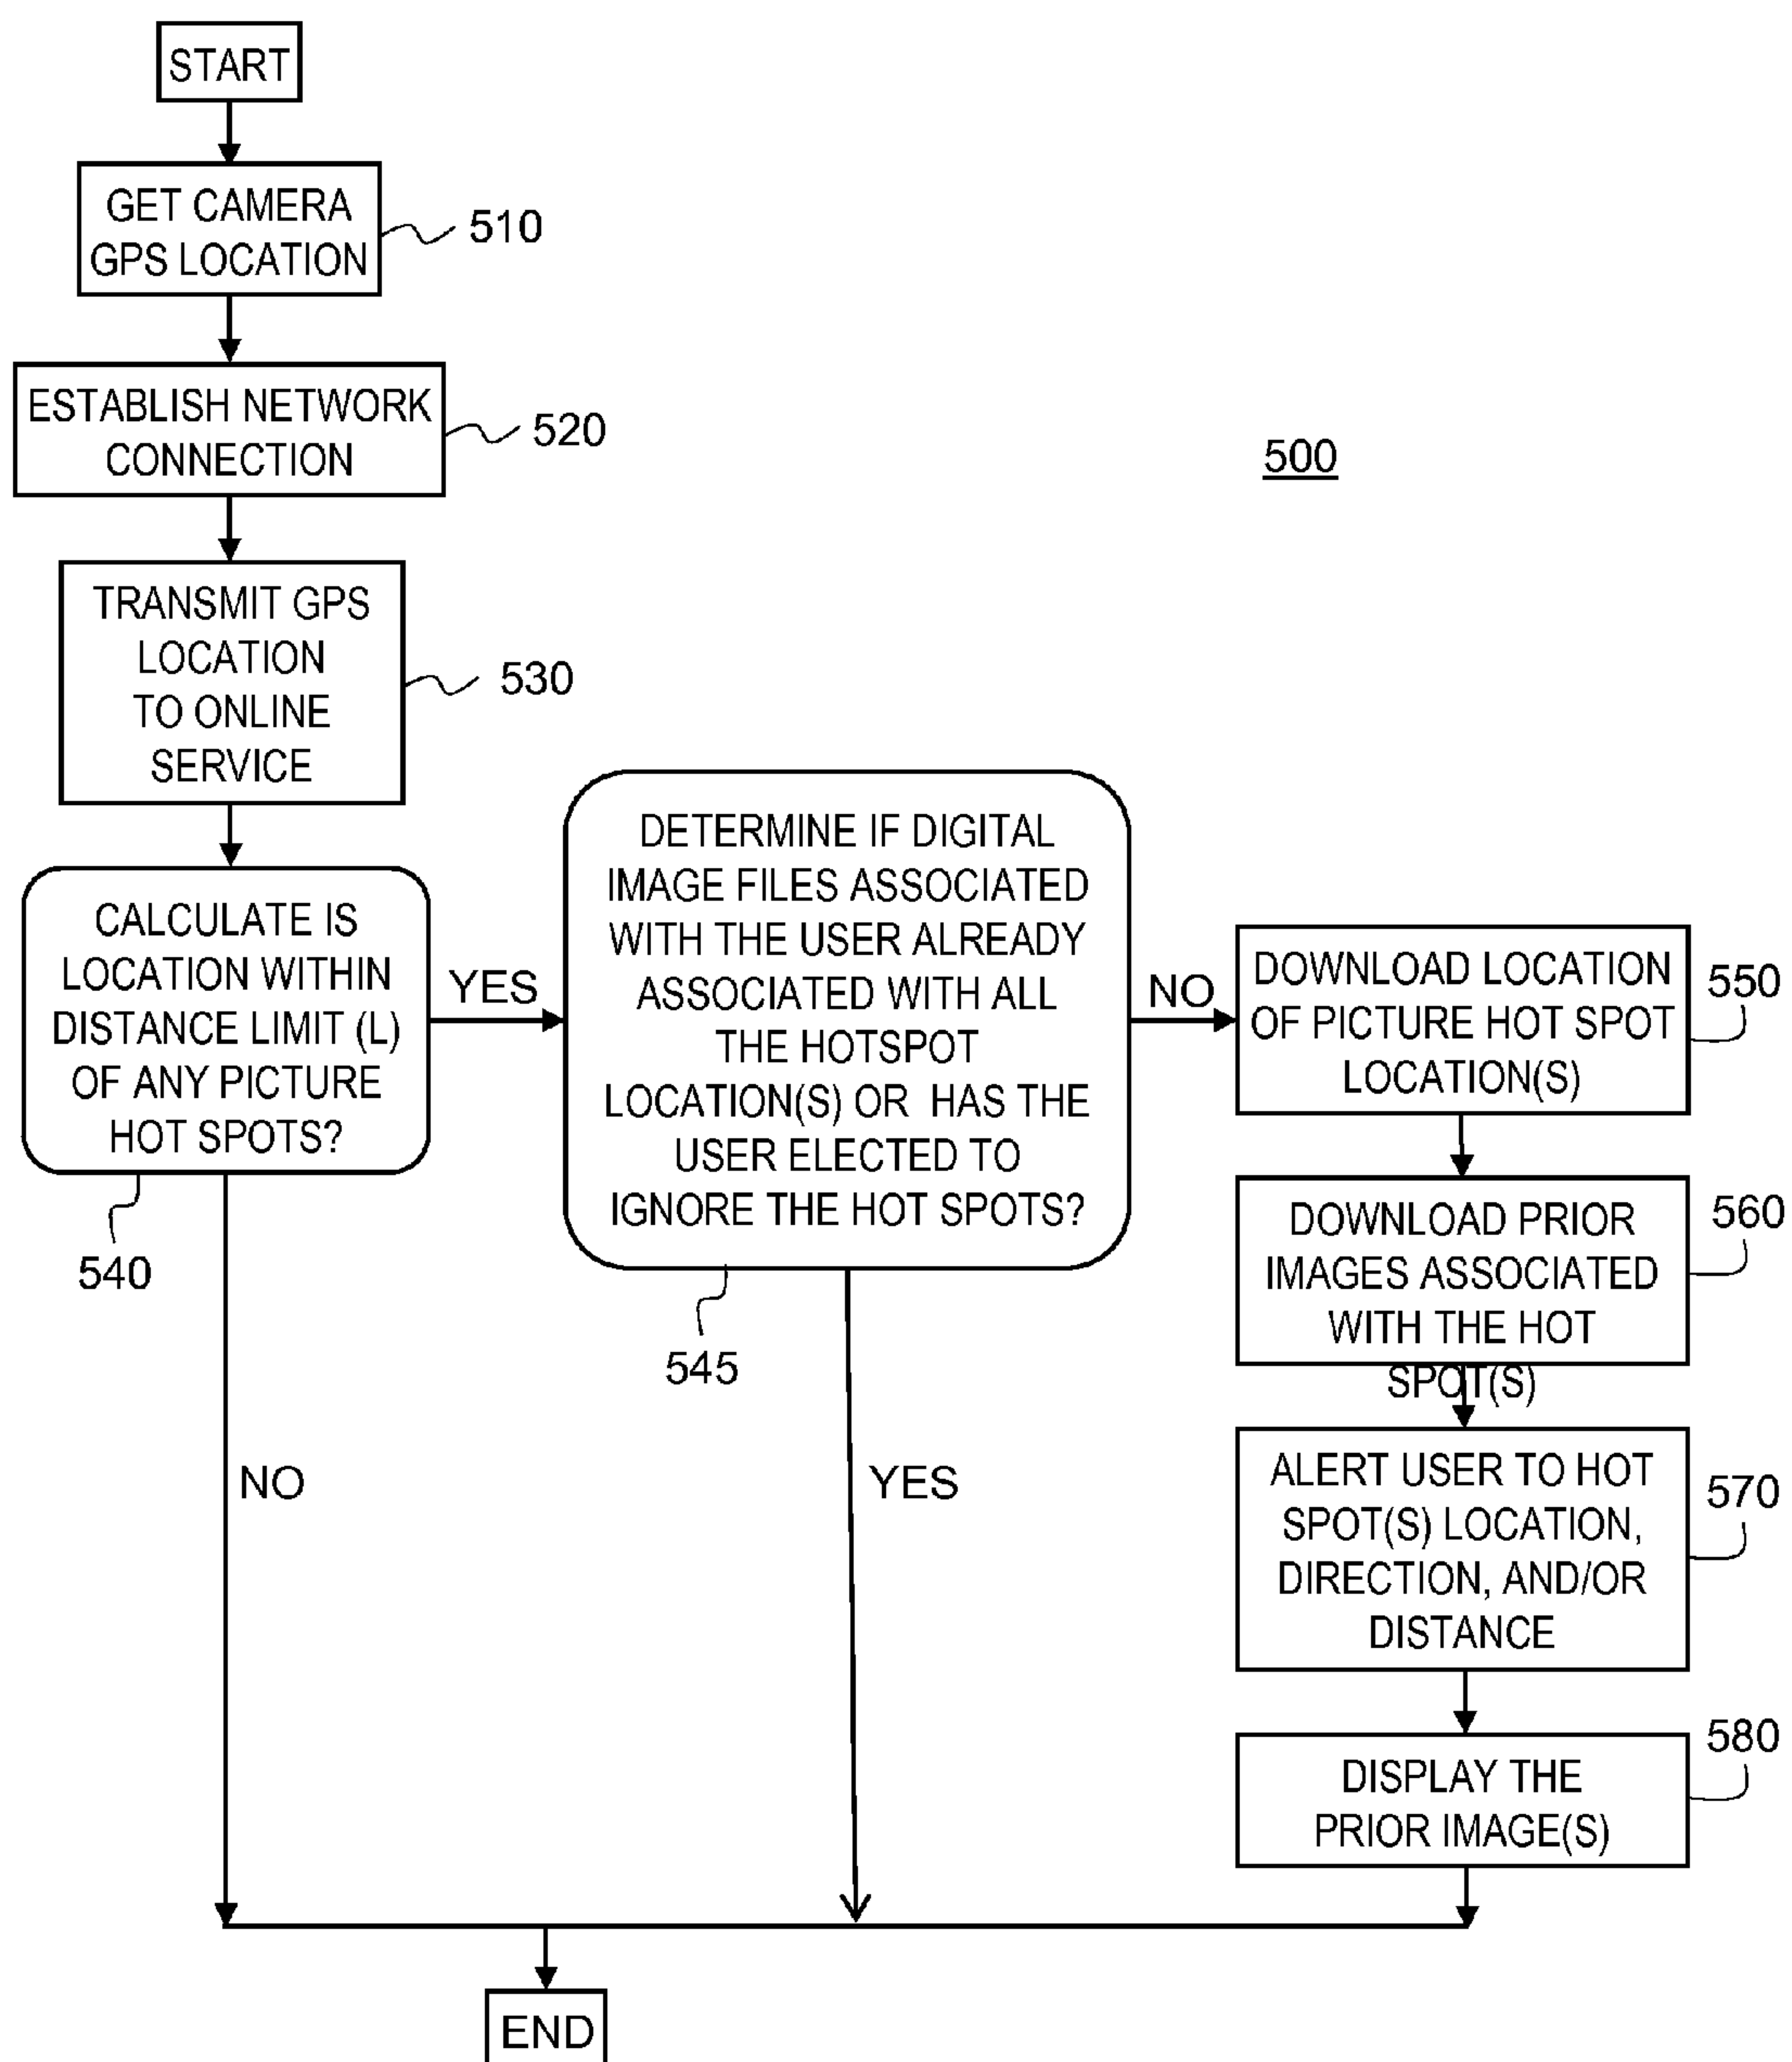 START
GET CAMERA
GPS LOCATION
510
ESTABLISH NETWORK
CONNECTION
520
500
TRANSMIT GPS
LOCATION
TO ONLINE
SERVICE
530
CALCULATE IS
LOCATION WITHIN
DISTANCE LIMIT (L)
OF ANY PICTURE
HOT SPOTS?
540
YES
NO
DETERMINE IF DIGITAL
IMAGE FILES ASSOCIATED
WITH THE USER ALREADY
ASSOCIATED WITH ALL
THE HOTSPOT
LOCATION(S) OR HAS THE
USER ELECTED TO
IGNORE THE HOT SPOTS?
545
NO
YES
DOWNLOAD LOCATION
OF PICTURE HOT SPOT
LOCATION(S)
550
DOWNLOAD PRIOR
IMAGES ASSOCIATED
WITH THE HOT
SPOT(S)
560
ALERT USER TO HOT
SPOT(S) LOCATION,
DIRECTION, AND/OR
DISTANCE
570
DISPLAY THE
PRIOR IMAGE(S)
580
END